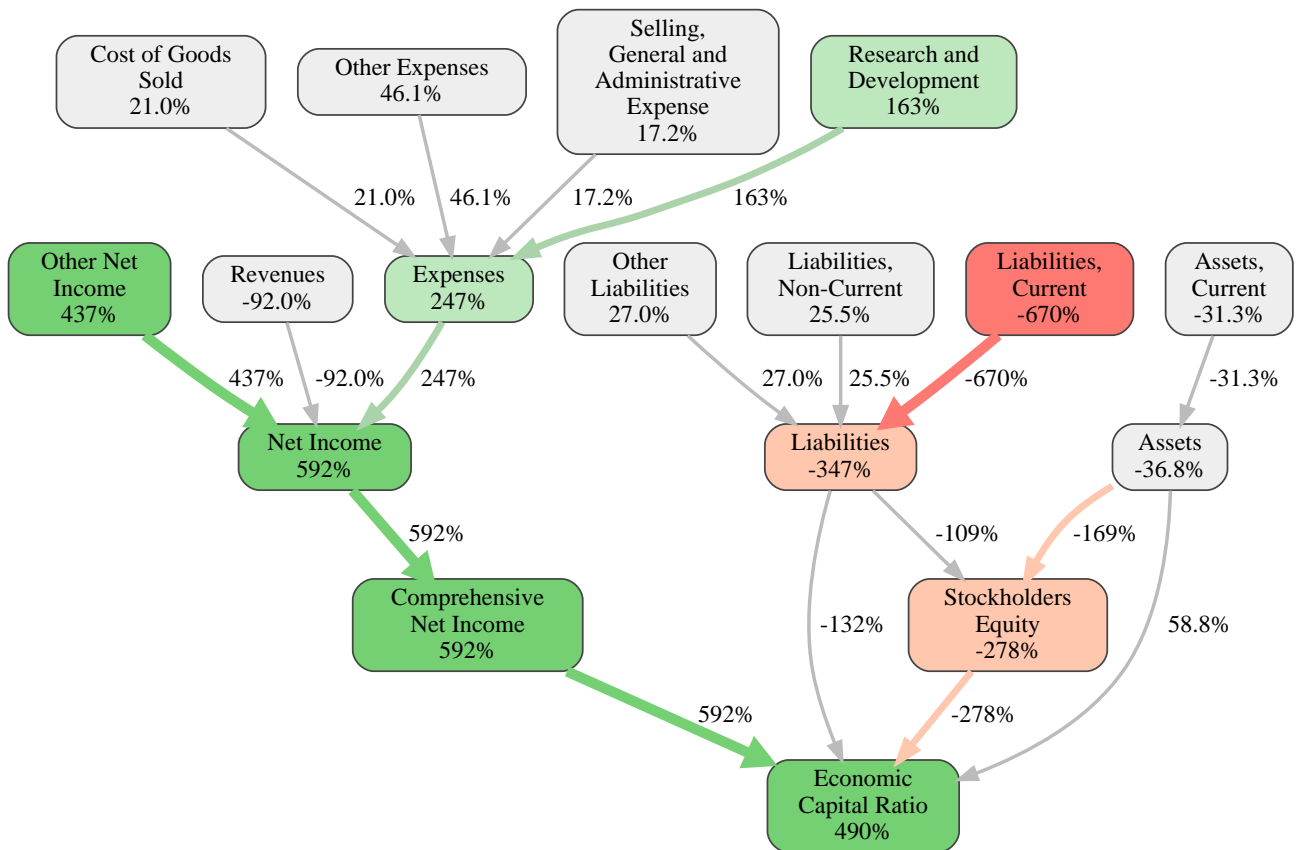 Cost of Goods
Sold
21.0%
Other Expenses
46.1%
Selling,
General and
Administrative
Expense
17.2%
Research and
Development
163%
21.0%
46.1%
17.2%
163%
Other Net
Income
437%
Revenues
-92.0%
Expenses
247%
Other
Liabilities
27.0%
Liabilities,
Non-Current
25.5%
Liabilities,
Current
-670%
Assets,
Current
-31.3%
437%
-92.0%
247%
27.0%
25.5%
-670%
-31.3%
Net Income
592%
Liabilities
-347%
Assets
-36.8%
592%
-109%
-169%
Comprehensive
Net Income
592%
-132%
Stockholders
Equity
-278%
58.8%
592%
-278%
Economic
Capital Ratio
490%